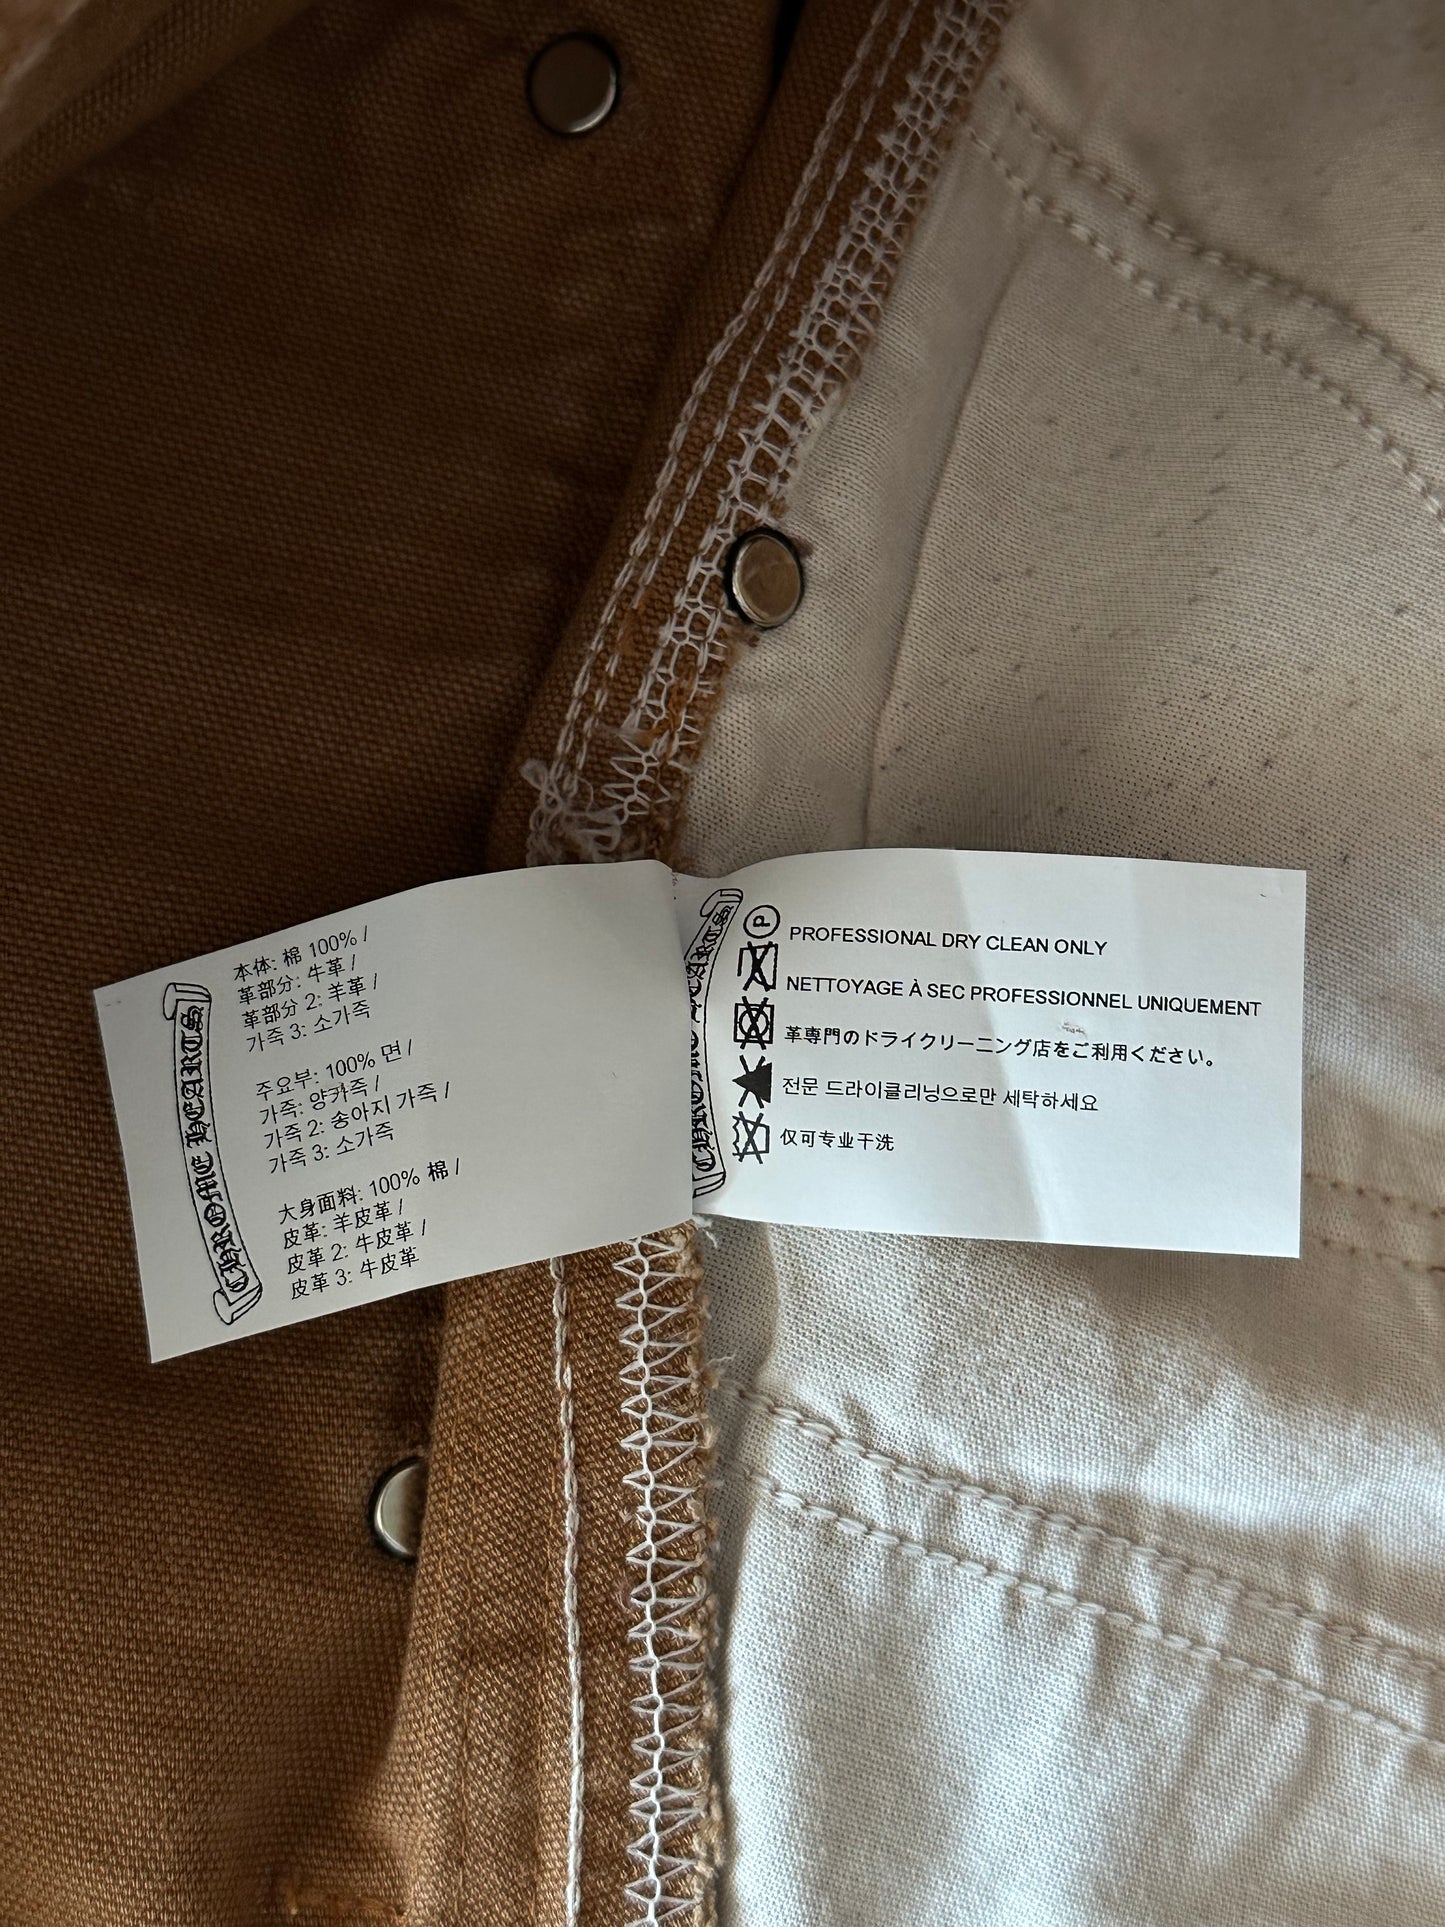 CHROME HEARTS
本体: 棉 100% /
革部分: 牛革 /
革部分 2: 羊革 /
가죽 3: 소가죽
주요부: 100% 면 /
가죽: 양카죽 /
가죽 2: 송아지 가죽 /
가죽 3: 소가죽
大身面料: 100% 棉 /
皮革: 羊皮革 /
皮革 2: 牛皮革 /
皮革 3: 牛皮革
P
PROFESSIONAL DRY CLEAN ONLY
NETTOYAGE À SEC PROFESSIONNEL UNIQUEMENT
革専門のドライクリーニング店をご利用ください。
전문 드라이클리닝으로만 세탁하세요
仅可专业干洗